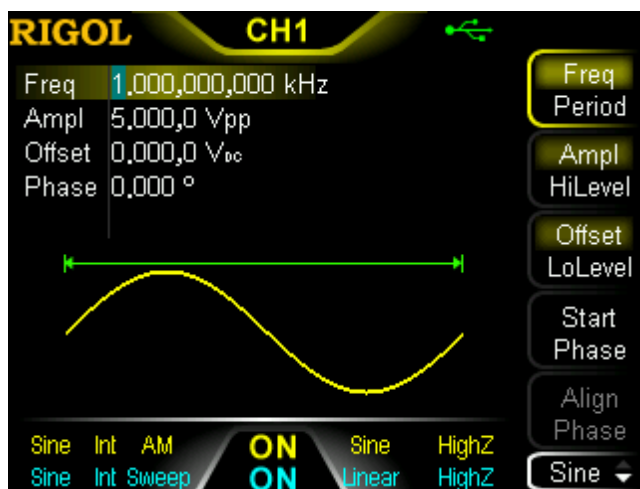 RIGOL CH1
Freq 1.000,000,000 kHz
Ampl 5.000,0 Vpp
Offset 0.000,0 VDC
Phase 0.000 °
Freq
Period
Ampl
HiLevel
Offset
LoLevel
Start
Phase
Align
Phase
Sine
Sine Int AM ON Sine HighZ
Sine Int Sweep ON Linear HighZ